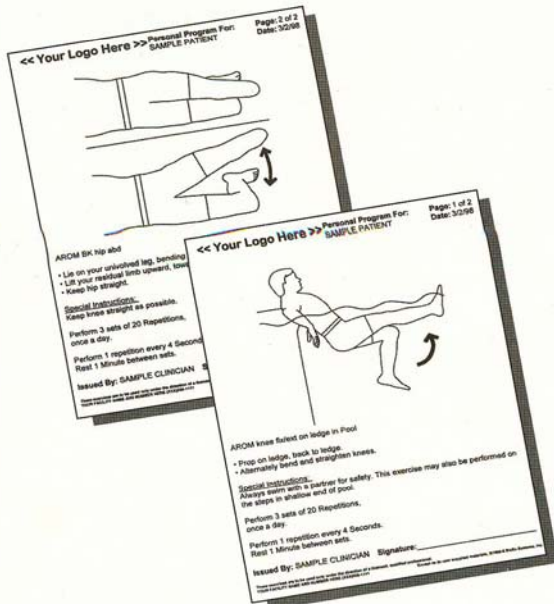 << Your Logo Here >> Personal Program For:
SAMPLE PATIENT
Page: 2 of 2
Date: 3/2/98
AROM BK hip abd
• Lie on your univolved leg, bending
• Lift your residual limb upward,
• Keep hip straight.
Special Instructions:
Keep knee straight as possible.
Perform 3 sets of 20 Repetitions,
once a day.
Perform 1 repetition every 4
Rest 1 Minute between sets.
Issued By: SAMPLE CLINICIAN
<< Your Logo Here >> Personal Program For:
SAMPLE PATIENT
Page: 1 of 2
Date: 3/2/98
AROM knee flx/ext on ledge in Pool
• Prop on ledge, back to ledge.
• Alternately bend and straighten knees.
Special Instructions:
Always swim with a partner for safety. This exercise may also be performed on
the steps in shallow end of pool.
Perform 3 sets of 20 Repetitions,
once a day.
Perform 1 repetition every 4 Seconds.
Rest 1 Minute between sets.
Issued By: SAMPLE CLINICIAN Signature: